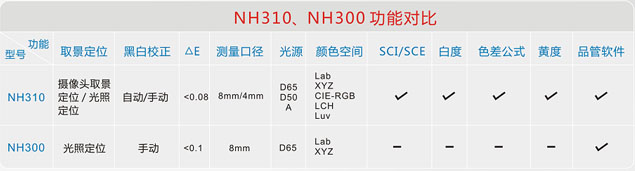 NH310、NH300 功能对比
功能
型号
取景定位 黑白校正 △E 测量口径 光源 颜色空间 SCI/SCE 白度 色差公式 黄度 品管软件
NH310 摄像头取景定位/光照定位 自动/手动 <0.08 8mm/4mm D65 D50 A Lab XYZ CIE-RGB LCH Luv ✓ ✓ ✓ ✓ ✓
NH300 光照定位 手动 <0.1 8mm D65 Lab XYZ – – – – ✓